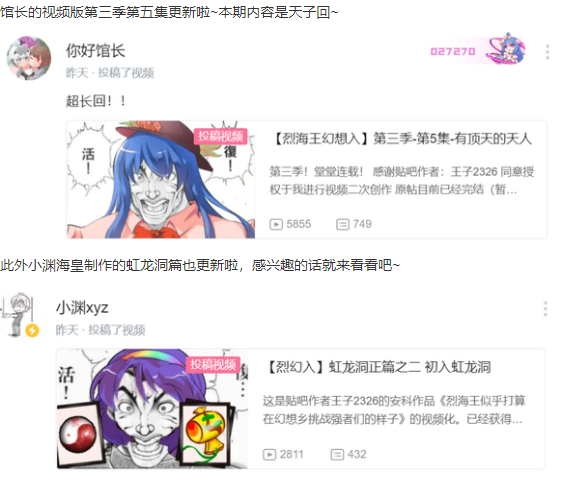 馆长的视频版第三季第五集更新啦~本期内容是天子回~
你好馆长
027270
昨天 · 投稿了视频
超长回！！
投稿视频
活！
復！
【烈海王幻想入】第三季-第5集-有顶天的天人
第三季！堂堂连载！ 感谢贴吧作者：王子2326 同意授
权于我进行视频二次创作 原帖目前已经完结（暂...
5855
749
此外小渊海皇制作的虹龙洞篇也更新啦，感兴趣的话就来看看吧~
小渊xyz
昨天 · 投稿了视频
投稿视频
活！
復！
【烈幻入】虹龙洞正篇之二 初入虹龙洞
这是贴吧作者王子2326的安科作品《烈海王似乎打算
在幻想乡挑战强者们的样子》的视频化。已经获得...
2811
432